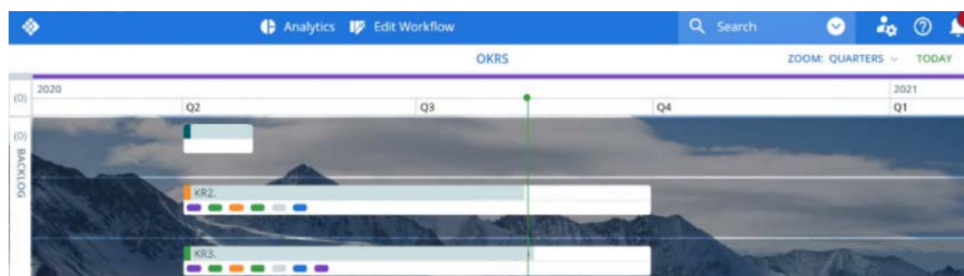 Analytics Edit Workflow Search
OKRS ZOOM: QUARTERS TODAY
(0) 2020 2021
Q2 Q3 Q4 Q1
(0) BACKLOG
KR2.
KR3.